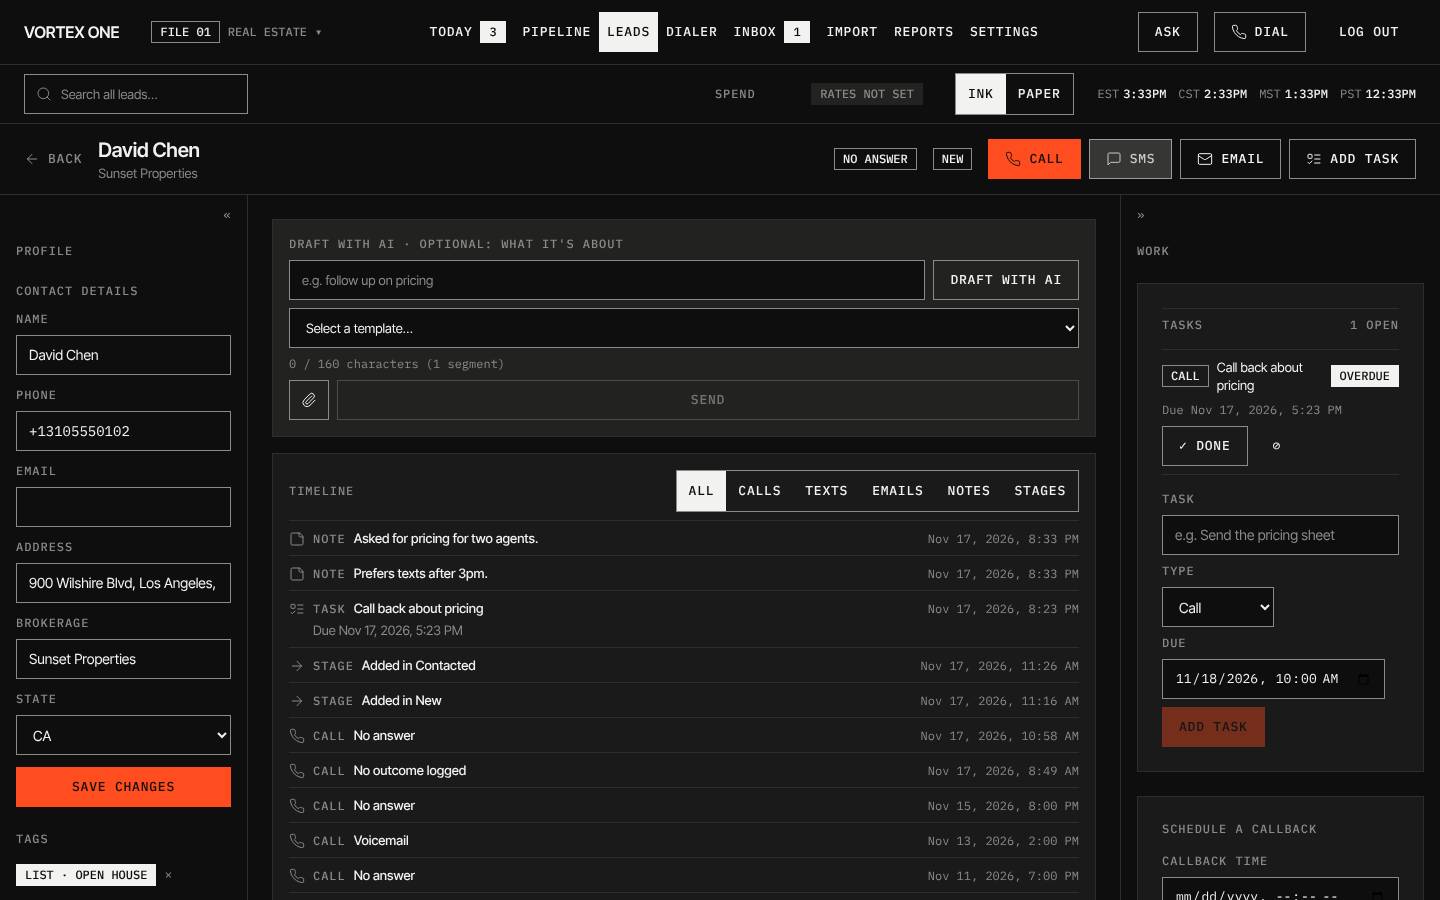 VORTEX ONE
FILE 01 REAL ESTATE ▾
TODAY 3 PIPELINE LEADS DIALER INBOX 1 IMPORT REPORTS SETTINGS
ASK DIAL LOG OUT
Search all leads...
SPEND RATES NOT SET
INK PAPER
EST 3:33PM CST 2:33PM MST 1:33PM PST 12:33PM
← BACK
David Chen
Sunset Properties
NO ANSWER NEW CALL SMS EMAIL ADD TASK
«
PROFILE
CONTACT DETAILS
NAME
David Chen
PHONE
+13105550102
EMAIL
ADDRESS
900 Wilshire Blvd, Los Angeles,
BROKERAGE
Sunset Properties
STATE
CA
SAVE CHANGES
TAGS
LIST · OPEN HOUSE ×
DRAFT WITH AI · OPTIONAL: WHAT IT'S ABOUT
e.g. follow up on pricing DRAFT WITH AI
Select a template...
0 / 160 characters (1 segment)
SEND
TIMELINE
ALL CALLS TEXTS EMAILS NOTES STAGES
NOTE Asked for pricing for two agents. Nov 17, 2026, 8:33 PM
NOTE Prefers texts after 3pm. Nov 17, 2026, 8:33 PM
TASK Call back about pricing Nov 17, 2026, 8:23 PM
Due Nov 17, 2026, 5:23 PM
STAGE Added in Contacted Nov 17, 2026, 11:26 AM
STAGE Added in New Nov 17, 2026, 11:16 AM
CALL No answer Nov 17, 2026, 10:58 AM
CALL No outcome logged Nov 17, 2026, 8:49 AM
CALL No answer Nov 15, 2026, 8:00 PM
CALL Voicemail Nov 13, 2026, 2:00 PM
CALL No answer Nov 11, 2026, 7:00 PM
»
WORK
TASKS 1 OPEN
CALL Call back about pricing OVERDUE
Due Nov 17, 2026, 5:23 PM
✓ DONE ⊘
TASK
e.g. Send the pricing sheet
TYPE
Call
DUE
11/18/2026, 10:00 AM
ADD TASK
SCHEDULE A CALLBACK
CALLBACK TIME
mm/dd/yyyy, --:-- --